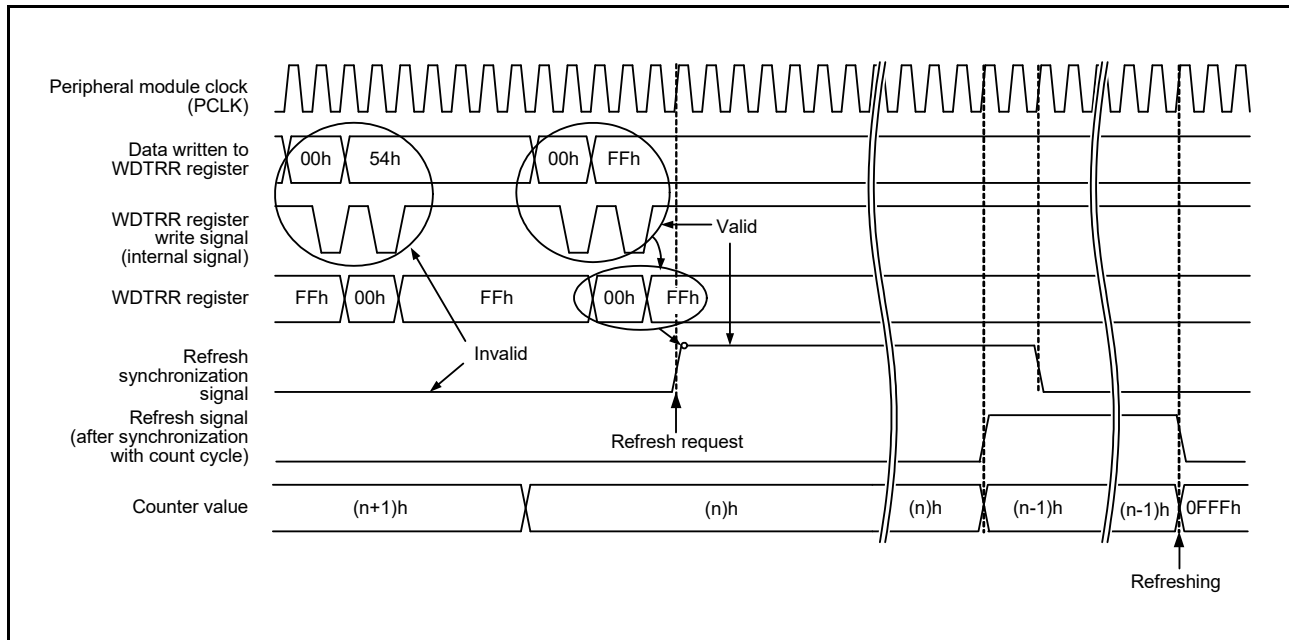 Peripheral module clock
(PCLK)
Data written to
WDTRR register
00h
54h
00h
FFh
WDTRR register
write signal
(internal signal)
Valid
WDTRR register
FFh
00h
FFh
00h
FFh
Invalid
Refresh
synchronization
signal
Refresh request
Refresh signal
(after synchronization
with count cycle)
Counter value
(n+1)h
(n)h
(n)h
(n-1)h
(n-1)h
0FFFh
Refreshing